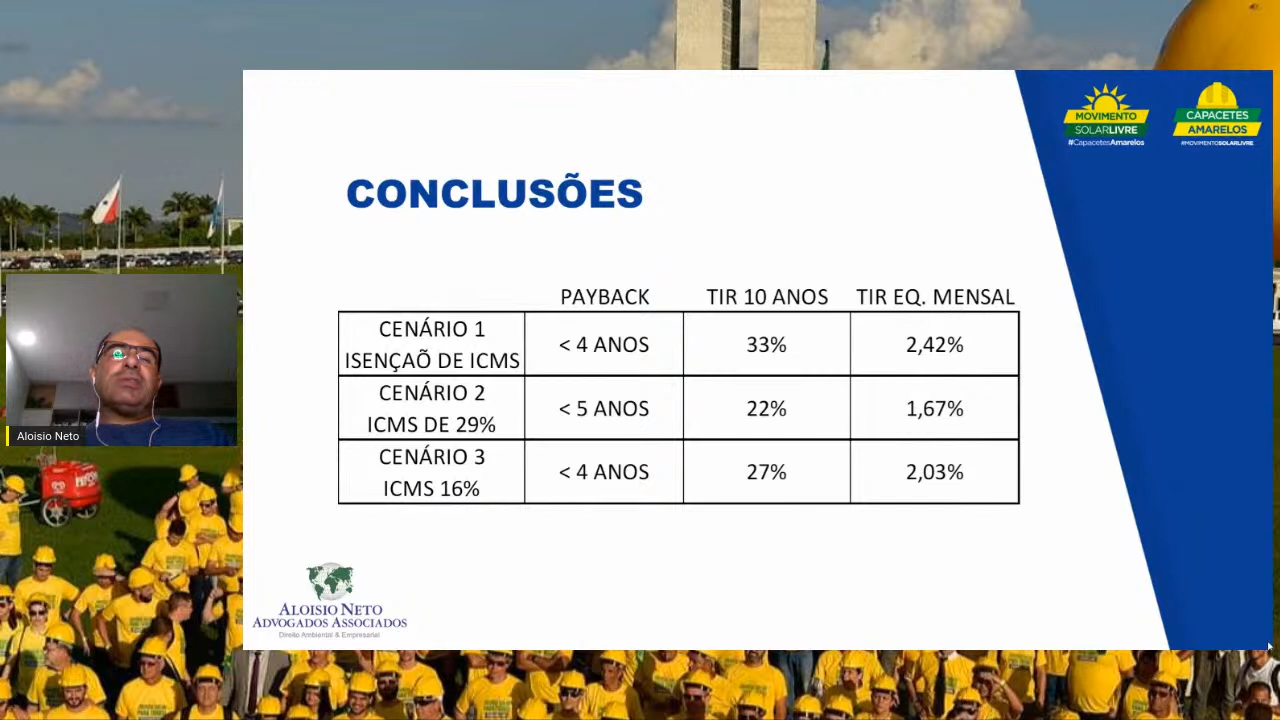 MOVIMENTO
SOLARLIVRE
#CapacetesAmarelos
CAPACETES
AMARELOS
#MOVIMENTOSOLARLIVRE
CONCLUSÕES
PAYBACK TIR 10 ANOS TIR EQ. MENSAL
CENÁRIO 1
ISENÇAÕ DE ICMS < 4 ANOS 33% 2,42%
CENÁRIO 2
ICMS DE 29% < 5 ANOS 22% 1,67%
CENÁRIO 3
ICMS 16% < 4 ANOS 27% 2,03%
Aloisio Neto
ALOISIO NETO
ADVOGADOS ASSOCIADOS
Direito Ambiental & Empresarial